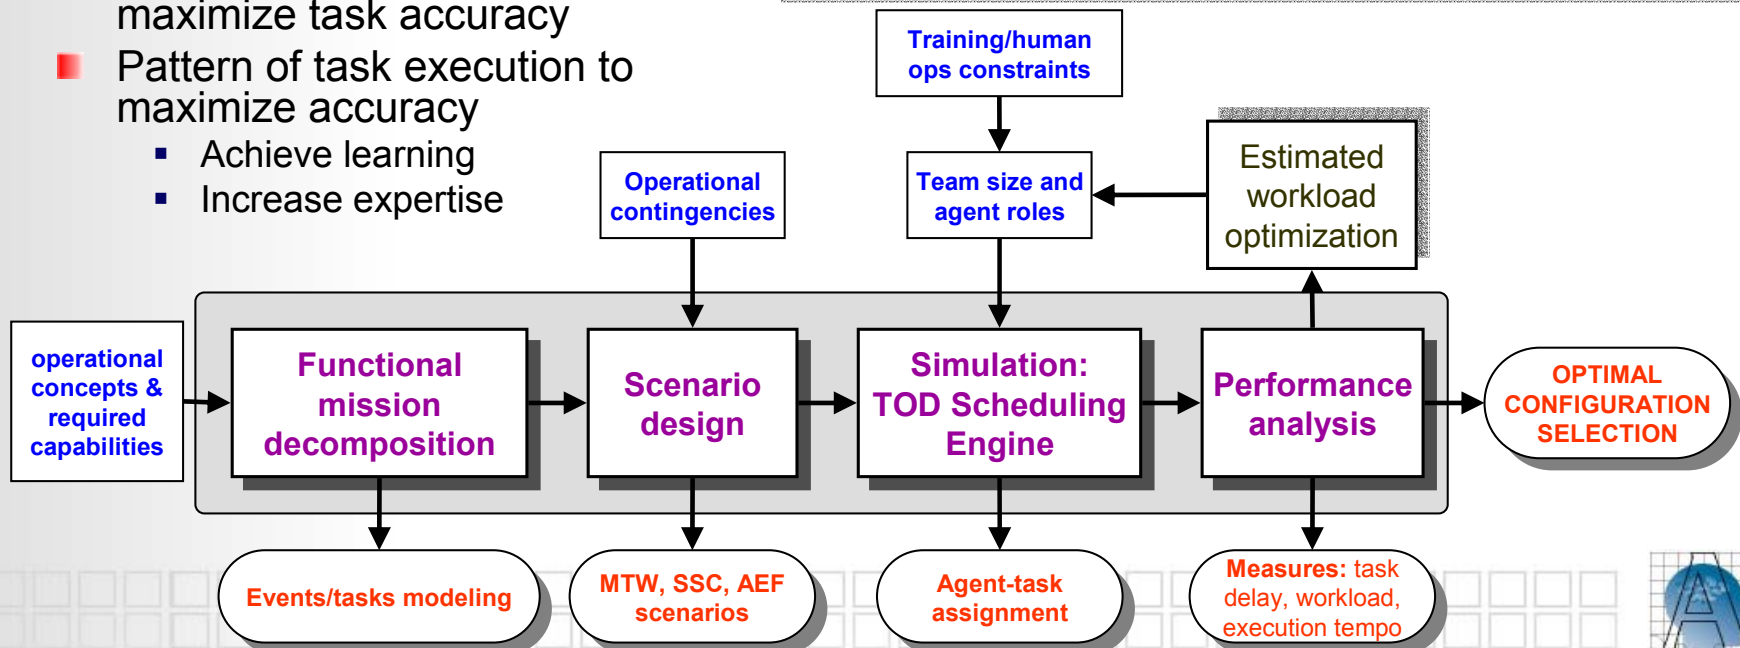 maximize task accuracy
Pattern of task execution to
maximize accuracy
Achieve learning
Increase expertise
Training/human
ops constraints
Operational
contingencies
Team size and
agent roles
Estimated
workload
optimization
operational
concepts &
required
capabilities
Functional
mission
decomposition
Scenario
design
Simulation:
TOD Scheduling
Engine
Performance
analysis
OPTIMAL
CONFIGURATION
SELECTION
Events/tasks modeling
MTW, SSC, AEF
scenarios
Agent-task
assignment
Measures: task
delay, workload,
execution tempo
A